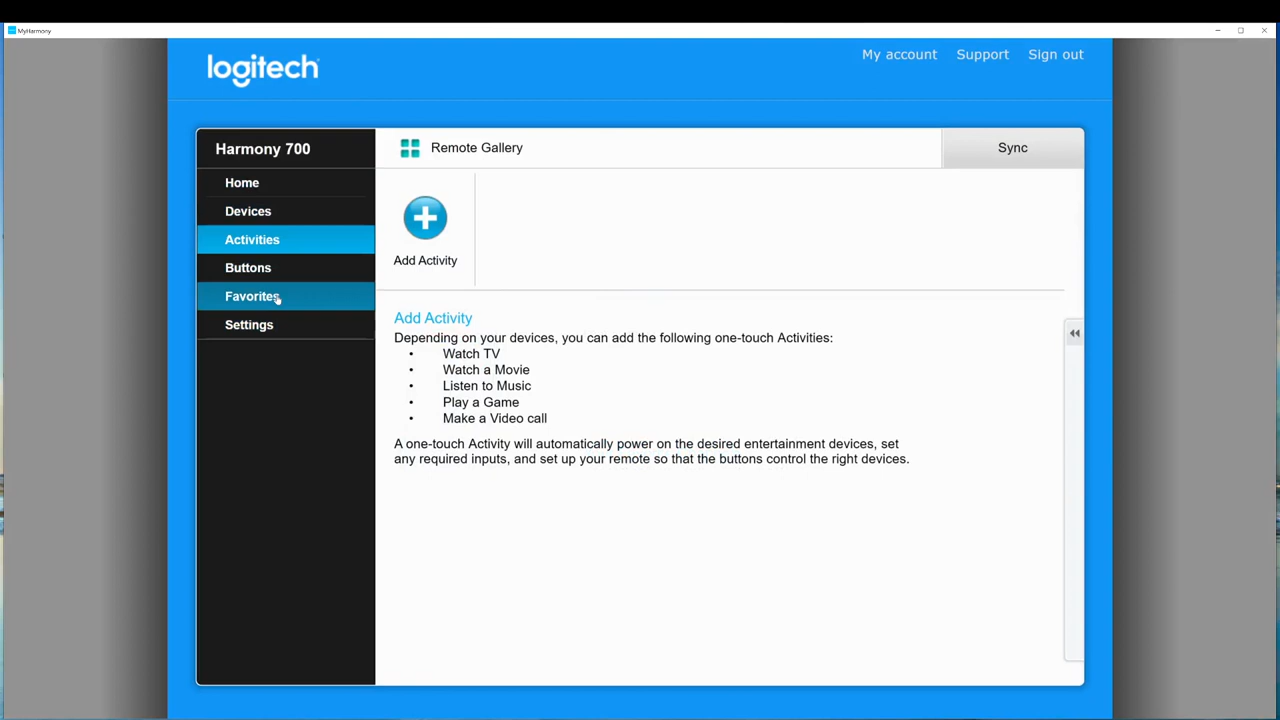 MyHarmony
logitech
My account Support Sign out
Harmony 700
Remote Gallery
Sync
Home
Devices
Activities
Buttons
Favorites
Settings
Add Activity
Add Activity
Depending on your devices, you can add the following one-touch Activities:
• Watch TV
• Watch a Movie
• Listen to Music
• Play a Game
• Make a Video call
A one-touch Activity will automatically power on the desired entertainment devices, set
any required inputs, and set up your remote so that the buttons control the right devices.